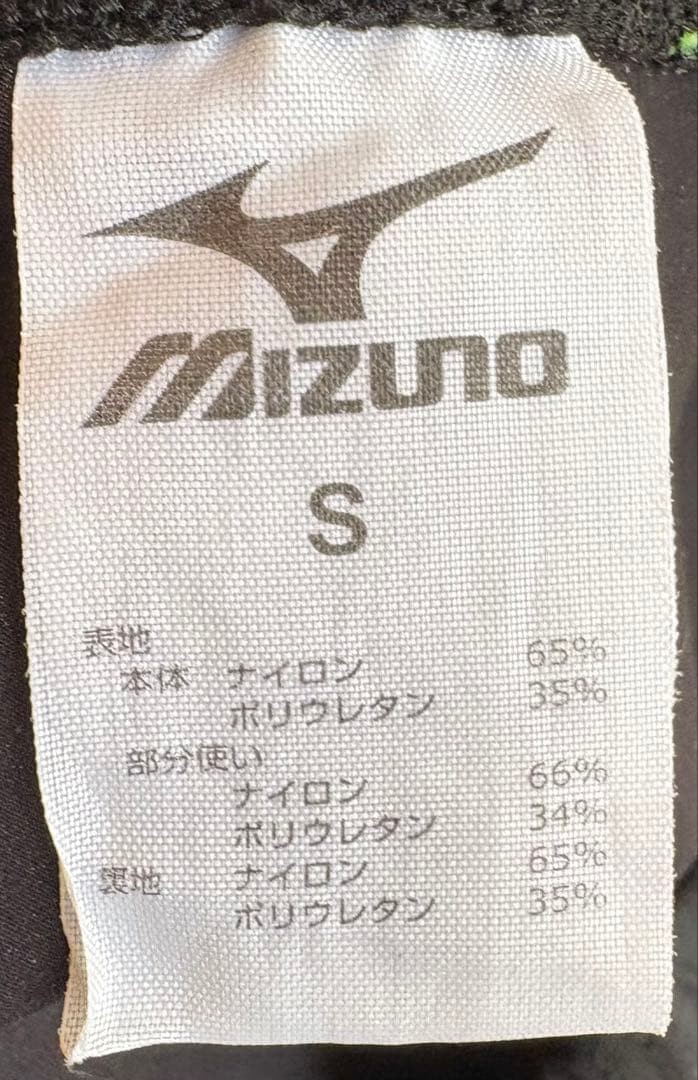 MIZUNO
S
表地
本体 ナイロン 65%
ポリウレタン 35%
部分使い
ナイロン 66%
ポリウレタン 34%
裏地 ナイロン 65%
ポリウレタン 35%